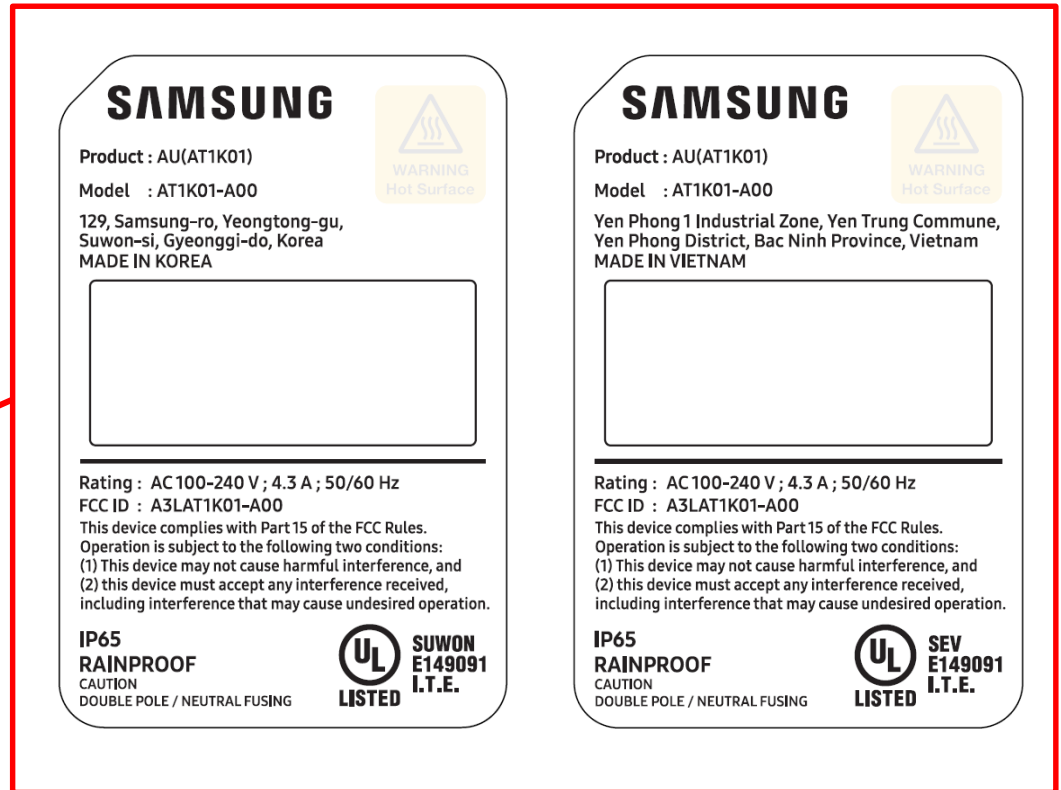 SAMSUNG
WARNING
Hot Surface
Product : AU(AT1K01)
Model : AT1K01-A00
129, Samsung-ro, Yeongtong-gu,
Suwon-si, Gyeonggi-do, Korea
MADE IN KOREA
Rating : AC 100-240 V ; 4.3 A ; 50/60 Hz
FCC ID : A3LAT1K01-A00
This device complies with Part 15 of the FCC Rules.
Operation is subject to the following two conditions:
(1) This device may not cause harmful interference, and
(2) this device must accept any interference received,
including interference that may cause undesired operation.
IP65
RAINPROOF
CAUTION
DOUBLE POLE / NEUTRAL FUSING
UL
LISTED
SUWON
E149091
I.T.E.
SAMSUNG
WARNING
Hot Surface
Product : AU(AT1K01)
Model : AT1K01-A00
Yen Phong 1 Industrial Zone, Yen Trung Commune,
Yen Phong District, Bac Ninh Province, Vietnam
MADE IN VIETNAM
Rating : AC 100-240 V ; 4.3 A ; 50/60 Hz
FCC ID : A3LAT1K01-A00
This device complies with Part 15 of the FCC Rules.
Operation is subject to the following two conditions:
(1) This device may not cause harmful interference, and
(2) this device must accept any interference received,
including interference that may cause undesired operation.
IP65
RAINPROOF
CAUTION
DOUBLE POLE / NEUTRAL FUSING
UL
LISTED
SEV
E149091
I.T.E.